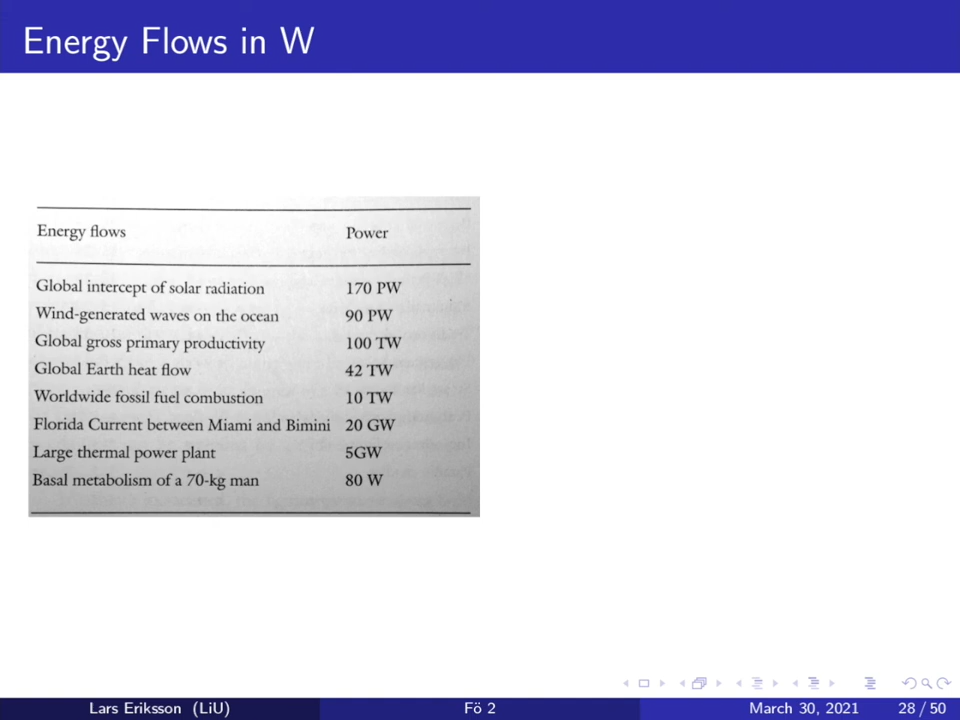 Energy Flows in W
Energy flows Power
Global intercept of solar radiation 170 PW
Wind-generated waves on the ocean 90 PW
Global gross primary productivity 100 TW
Global Earth heat flow 42 TW
Worldwide fossil fuel combustion 10 TW
Florida Current between Miami and Bimini 20 GW
Large thermal power plant 5GW
Basal metabolism of a 70-kg man 80 W
Lars Eriksson (LiU) Fö 2 March 30, 2021 28 / 50